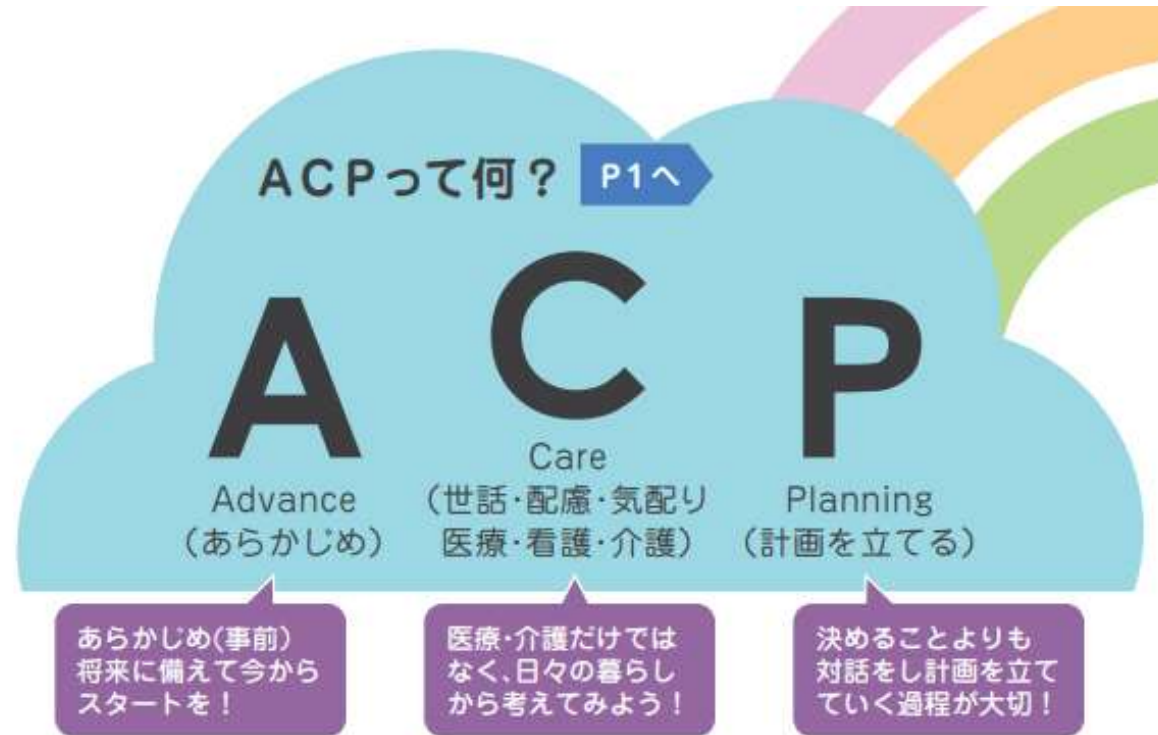 ACPって何？ P1へ
A C P
Advance
(あらかじめ)
Care
(世話･配慮･気配り
医療･看護･介護)
Planning
(計画を立てる)
あらかじめ(事前)
将来に備えて今から
スタートを！
医療･介護だけでは
なく､日々の暮らし
から考えてみよう！
決めることよりも
対話をし計画を立て
ていく過程が大切！